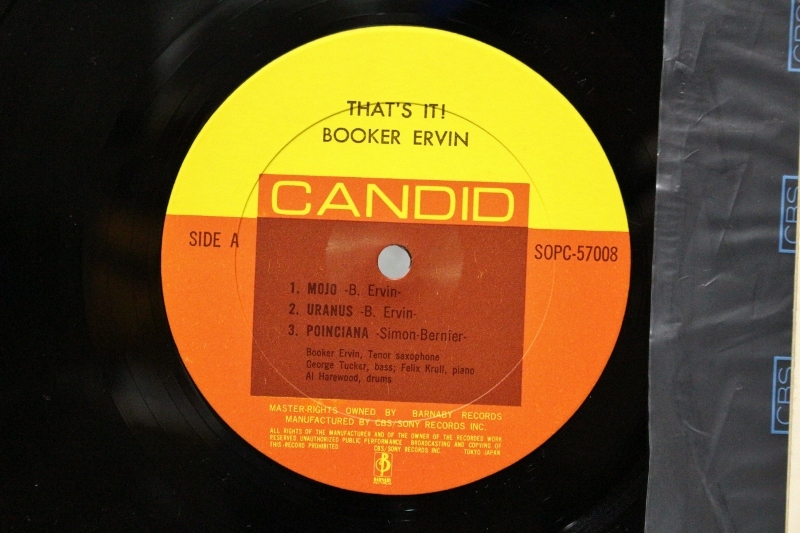 THAT'S IT!
BOOKER ERVIN
CANDID
SIDE A
SOPC-57008
1. MOJO -B. Ervin-
2. URANUS -B. Ervin-
3. POINCIANA -Simon-Bernier-
Booker Ervin, Tenor saxophone
George Tucker, bass; Felix Krull, piano
Al Harewood, drums
MASTER-RIGHTS OWNED BY BARNABY RECORDS
MANUFACTURED BY CBS/SONY RECORDS INC.
ALL RIGHTS OF THE MANUFACTURER AND OF THE OWNER OF THE RECORDED WORK
RESERVED. UNAUTHORIZED PUBLIC PERFORMANCE BROADCASTING AND COPYING OF
THIS RECORD PROHIBITED CBS/SONY RECORDS INC. TOKYO JAPAN
CBS
CBS
CBS